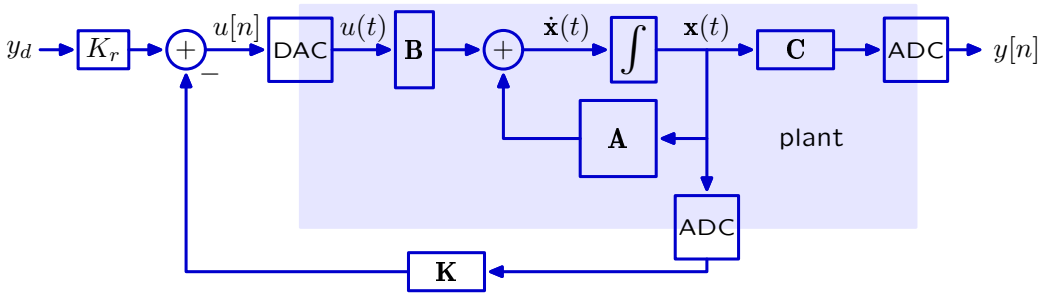 y_d K_r + − u[n] DAC u(t) B + ẋ(t) ∫ x(t) C ADC y[n]
A plant
ADC
K